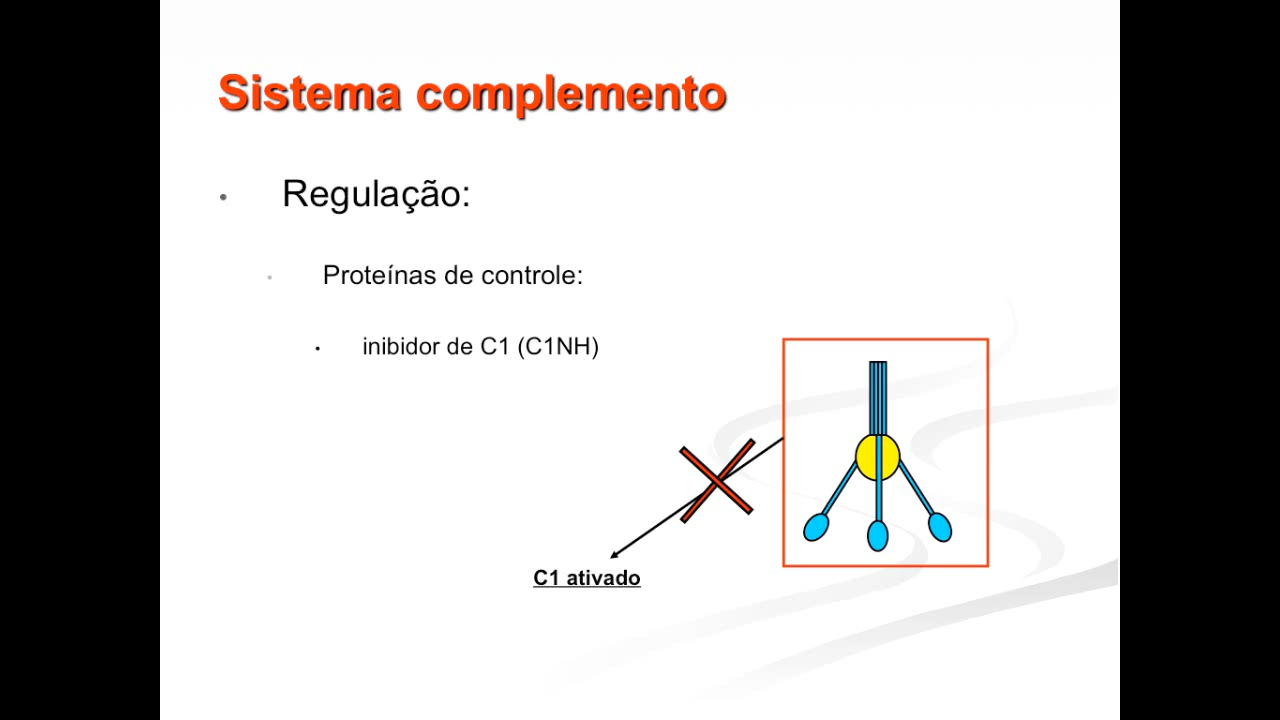 Sistema complemento
• Regulação:
• Proteínas de controle:
• inibidor de C1 (C1NH)
C1 ativado